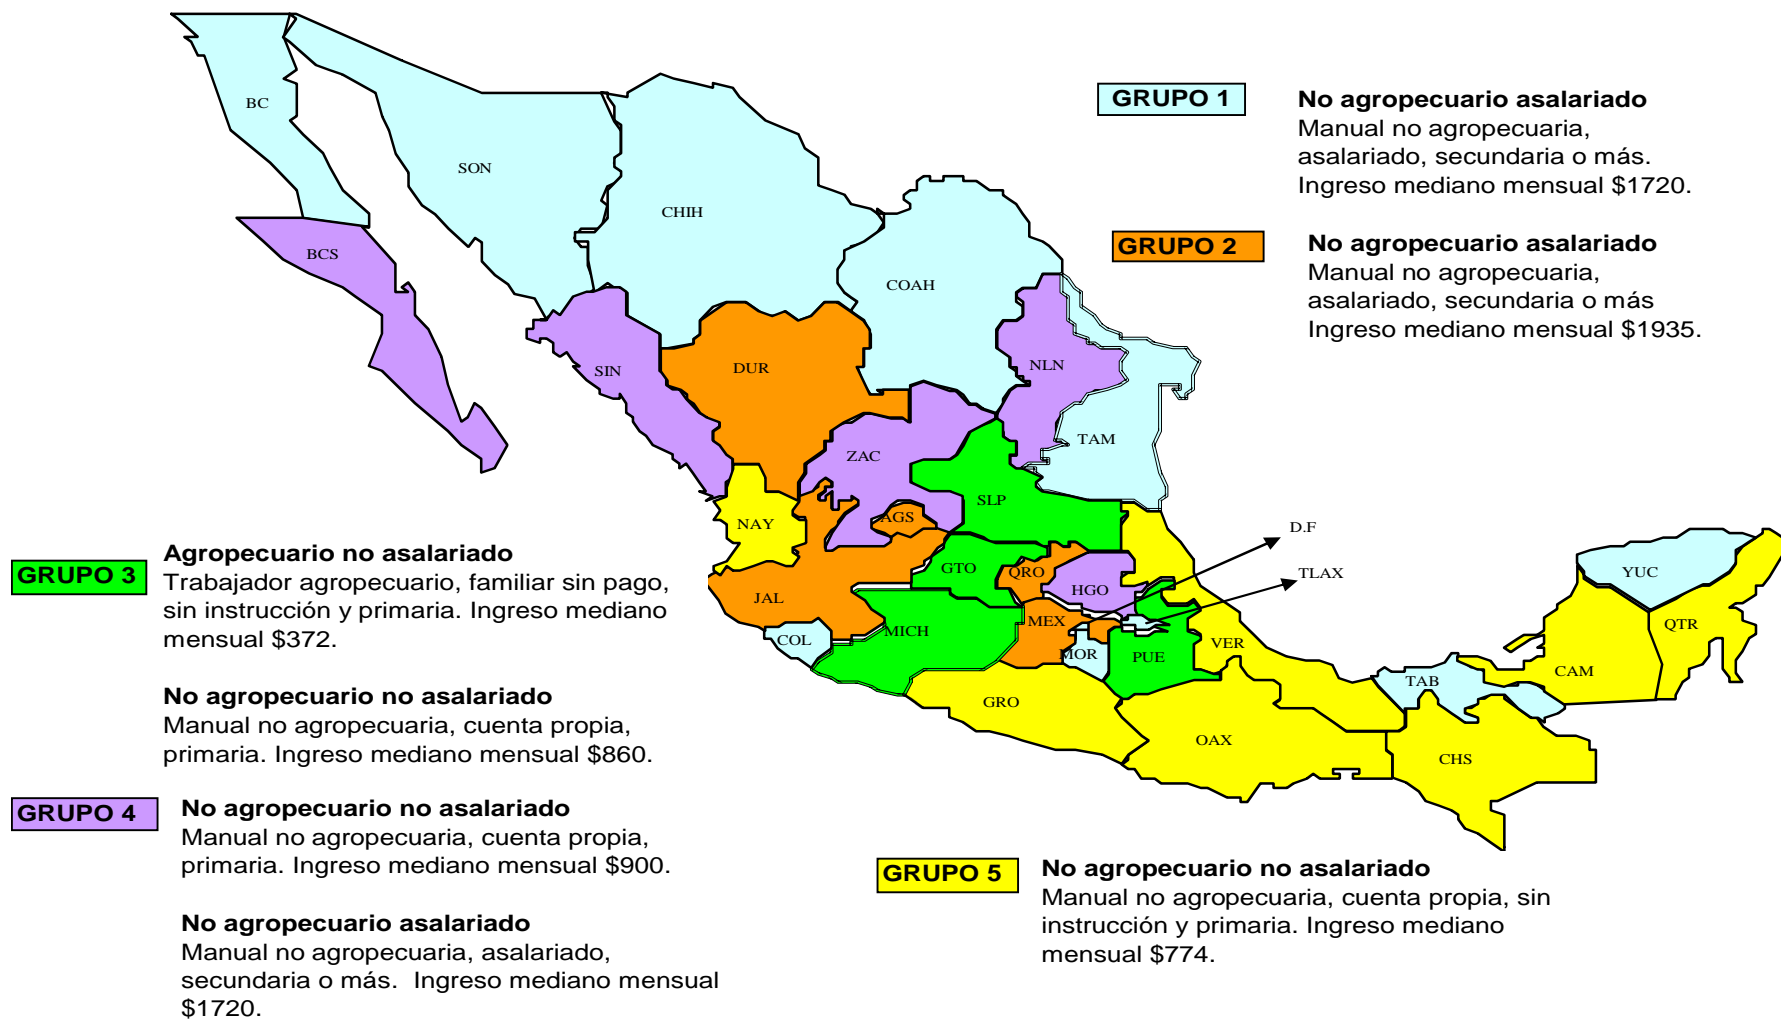 BC
SON
CHIH
BCS
COAH
SIN
DUR
NLN
TAM
ZAC
SLP
AGS
NAY
GTO
QRO
HGO
JAL
MEX
COL
MICH
MOR
PUE
VER
GRO
OAX
TAB
CHS
CAM
QTR
YUC
D.F
TLAX
GRUPO 1
No agropecuario asalariado
Manual no agropecuaria,
asalariado, secundaria o más.
Ingreso mediano mensual $1720.
GRUPO 2
No agropecuario asalariado
Manual no agropecuaria,
asalariado, secundaria o más
Ingreso mediano mensual $1935.
GRUPO 3
Agropecuario no asalariado
Trabajador agropecuario, familiar sin pago,
sin instrucción y primaria. Ingreso mediano
mensual $372.
No agropecuario no asalariado
Manual no agropecuaria, cuenta propia,
primaria. Ingreso mediano mensual $860.
GRUPO 4
No agropecuario no asalariado
Manual no agropecuaria, cuenta propia,
primaria. Ingreso mediano mensual $900.
No agropecuario asalariado
Manual no agropecuaria, asalariado,
secundaria o más. Ingreso mediano mensual
$1720.
GRUPO 5
No agropecuario no asalariado
Manual no agropecuaria, cuenta propia, sin
instrucción y primaria. Ingreso mediano
mensual $774.